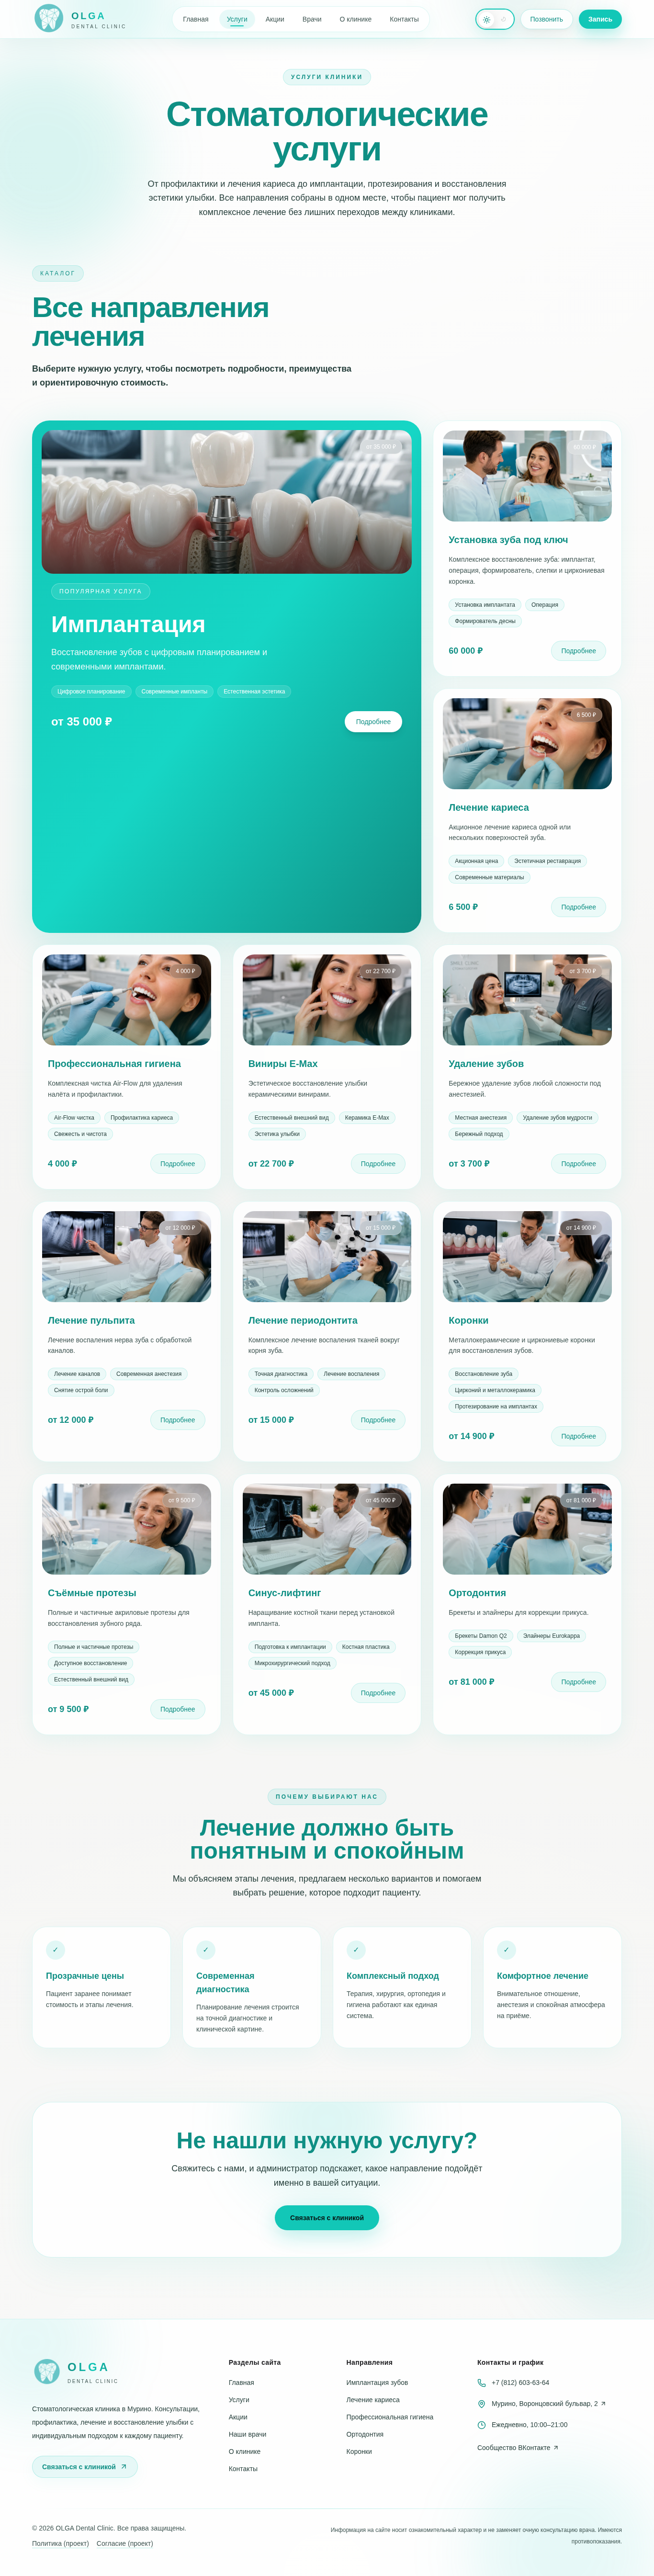 OLGA
DENTAL CLINIC
Главная
Услуги
Акции
Врачи
О клинике
Контакты
Позвонить
Запись
УСЛУГИ КЛИНИКИ
Стоматологические
услуги
От профилактики и лечения кариеса до имплантации, протезирования и восстановления
эстетики улыбки. Все направления собраны в одном месте, чтобы пациент мог получить
комплексное лечение без лишних переходов между клиниками.
КАТАЛОГ
Все направления
лечения
Выберите нужную услугу, чтобы посмотреть подробности, преимущества
и ориентировочную стоимость.
от 35 000 ₽
ПОПУЛЯРНАЯ УСЛУГА
Имплантация
Восстановление зубов с цифровым планированием и
современными имплантами.
Цифровое планирование
Современные импланты
Естественная эстетика
от 35 000 ₽
Подробнее
60 000 ₽
Установка зуба под ключ
Комплексное восстановление зуба: имплантат,
операция, формирователь, слепки и циркониевая
коронка.
Установка имплантата
Операция
Формирователь десны
60 000 ₽
Подробнее
6 500 ₽
Лечение кариеса
Акционное лечение кариеса одной или
нескольких поверхностей зуба.
Акционная цена
Эстетичная реставрация
Современные материалы
6 500 ₽
Подробнее
4 000 ₽
Профессиональная гигиена
Комплексная чистка Air-Flow для удаления
налёта и профилактики.
Air-Flow чистка
Профилактика кариеса
Свежесть и чистота
4 000 ₽
Подробнее
от 22 700 ₽
Виниры E-Max
Эстетическое восстановление улыбки
керамическими винирами.
Естественный внешний вид
Керамика E-Max
Эстетика улыбки
от 22 700 ₽
Подробнее
от 3 700 ₽
Удаление зубов
Бережное удаление зубов любой сложности под
анестезией.
Местная анестезия
Удаление зубов мудрости
Бережный подход
от 3 700 ₽
Подробнее
от 12 000 ₽
Лечение пульпита
Лечение воспаления нерва зуба с обработкой
каналов.
Лечение каналов
Современная анестезия
Снятие острой боли
от 12 000 ₽
Подробнее
от 15 000 ₽
Лечение периодонтита
Комплексное лечение воспаления тканей вокруг
корня зуба.
Точная диагностика
Лечение воспаления
Контроль осложнений
от 15 000 ₽
Подробнее
от 14 900 ₽
Коронки
Металлокерамические и циркониевые коронки
для восстановления зубов.
Восстановление зуба
Цирконий и металлокерамика
Протезирование на имплантах
от 14 900 ₽
Подробнее
от 9 500 ₽
Съёмные протезы
Полные и частичные акриловые протезы для
восстановления зубного ряда.
Полные и частичные протезы
Доступное восстановление
Естественный внешний вид
от 9 500 ₽
Подробнее
от 45 000 ₽
Синус-лифтинг
Наращивание костной ткани перед установкой
импланта.
Подготовка к имплантации
Костная пластика
Микрохирургический подход
от 45 000 ₽
Подробнее
от 81 000 ₽
Ортодонтия
Брекеты и элайнеры для коррекции прикуса.
Брекеты Damon Q2
Элайнеры Eurokappa
Коррекция прикуса
от 81 000 ₽
Подробнее
ПОЧЕМУ ВЫБИРАЮТ НАС
Лечение должно быть
понятным и спокойным
Мы объясняем этапы лечения, предлагаем несколько вариантов и помогаем
выбрать решение, которое подходит пациенту.
✓
Прозрачные цены
Пациент заранее понимает
стоимость и этапы лечения.
✓
Современная
диагностика
Планирование лечения строится
на точной диагностике и
клинической картине.
✓
Комплексный подход
Терапия, хирургия, ортопедия и
гигиена работают как единая
система.
✓
Комфортное лечение
Внимательное отношение,
анестезия и спокойная атмосфера
на приёме.
Не нашли нужную услугу?
Свяжитесь с нами, и администратор подскажет, какое направление подойдёт
именно в вашей ситуации.
Связаться с клиникой
OLGA
DENTAL CLINIC
Стоматологическая клиника в Мурино. Консультации,
профилактика, лечение и восстановление улыбки с
индивидуальным подходом к каждому пациенту.
Связаться с клиникой
Разделы сайта
Главная
Услуги
Акции
Наши врачи
О клинике
Контакты
Направления
Имплантация зубов
Лечение кариеса
Профессиональная гигиена
Ортодонтия
Коронки
Контакты и график
+7 (812) 603-63-64
Мурино, Воронцовский бульвар, 2
Ежедневно, 10:00–21:00
Сообщество ВКонтакте
© 2026 OLGA Dental Clinic. Все права защищены.
Политика (проект)
Согласие (проект)
Информация на сайте носит ознакомительный характер и не заменяет очную консультацию врача. Имеются
противопоказания.